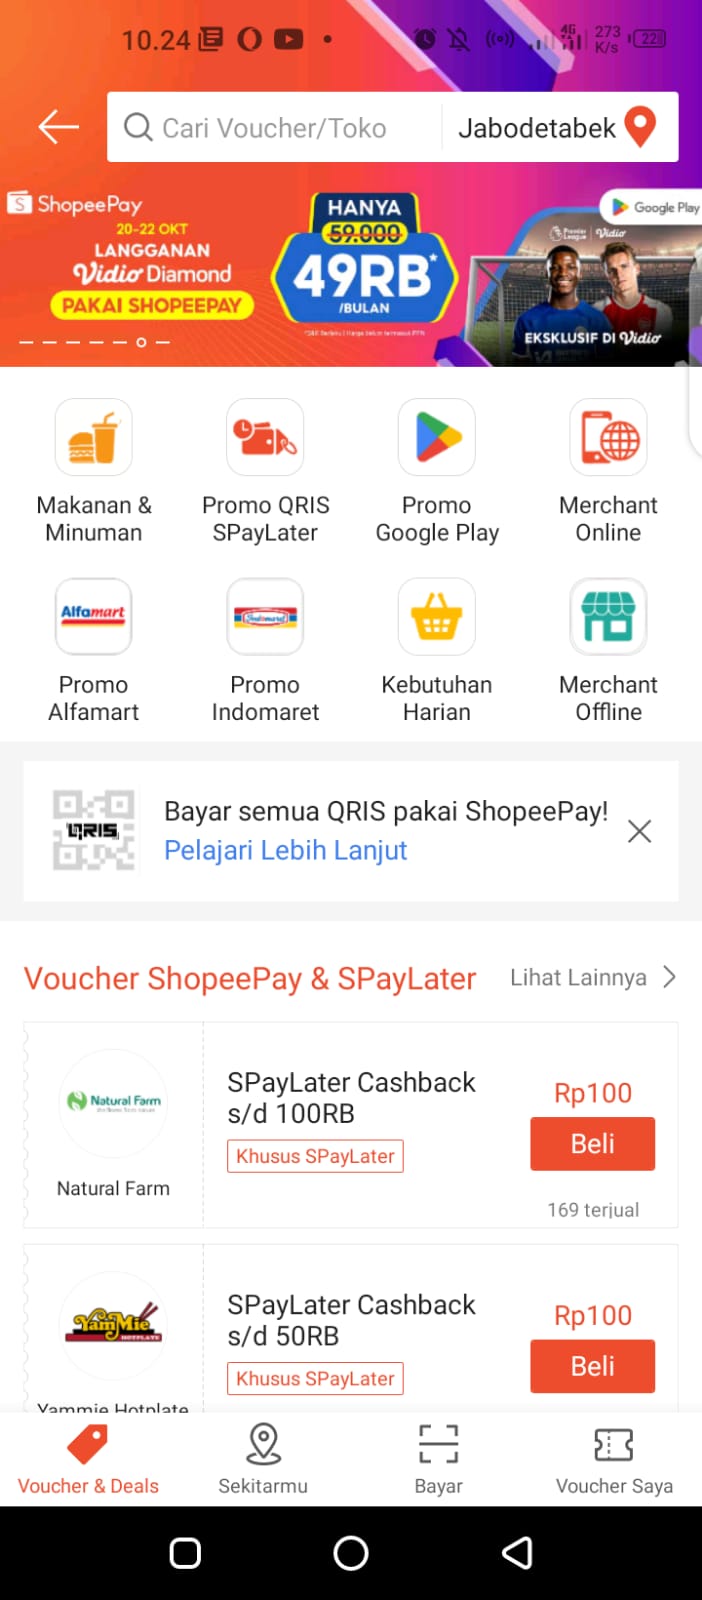 10.24
4G
273
K/s
22
Cari Voucher/Toko
Jabodetabek
S ShopeePay
20-22 OKT
LANGGANAN
Vidio Diamond
PAKAI SHOPEEPAY
HANYA
59.000
49RB*
/BULAN
Google Play
Premier League | Vidio
EKSKLUSIF DI Vidio
Makanan &
Minuman
Promo QRIS
SPayLater
Promo
Google Play
Merchant
Online
Alfamart
Indomaret
Promo
Alfamart
Promo
Indomaret
Kebutuhan
Harian
Merchant
Offline
QRIS
Bayar semua QRIS pakai ShopeePay!
Pelajari Lebih Lanjut
Voucher ShopeePay & SPayLater
Lihat Lainnya
Natural Farm
Natural Farm
SPayLater Cashback
s/d 100RB
Khusus SPayLater
Rp100
Beli
169 terjual
YamMie
HOTPLATE
Yammie Hotplate
SPayLater Cashback
s/d 50RB
Khusus SPayLater
Rp100
Beli
Voucher & Deals
Sekitarmu
Bayar
Voucher Saya